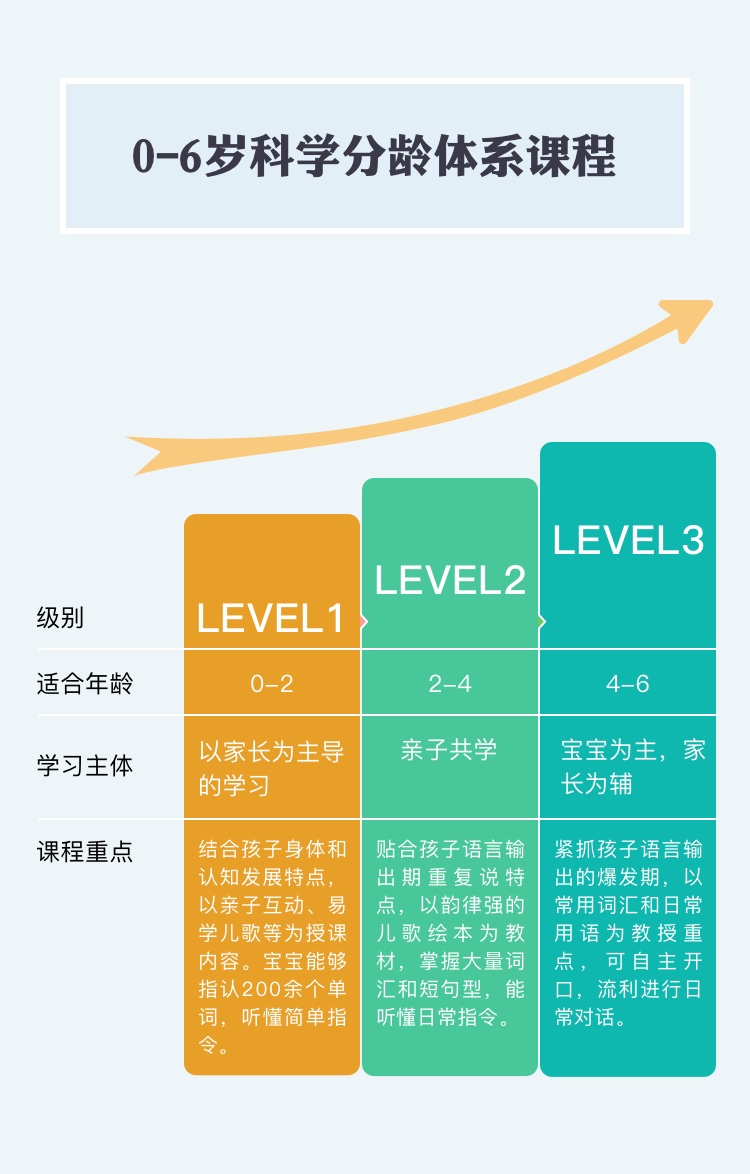 0-6岁科学分龄体系课程
级别
LEVEL1
LEVEL2
LEVEL3
适合年龄
0-2
2-4
4-6
学习主体
以家长为主导
的学习
亲子共学
宝宝为主，家
长为辅
课程重点
结合孩子身体和
认知发展特点，
以亲子互动、易
学儿歌等为授课
内容。宝宝能够
指认200余个单
词，听懂简单指
令。
贴合孩子语言输
出期重复说特
点，以韵律强的
儿歌绘本为教
材，掌握大量词
汇和短句型，能
听懂日常指令。
紧抓孩子语言输
出的爆发期，以
常用词汇和日常
用语为教授重
点，可自主开
口，流利进行日
常对话。